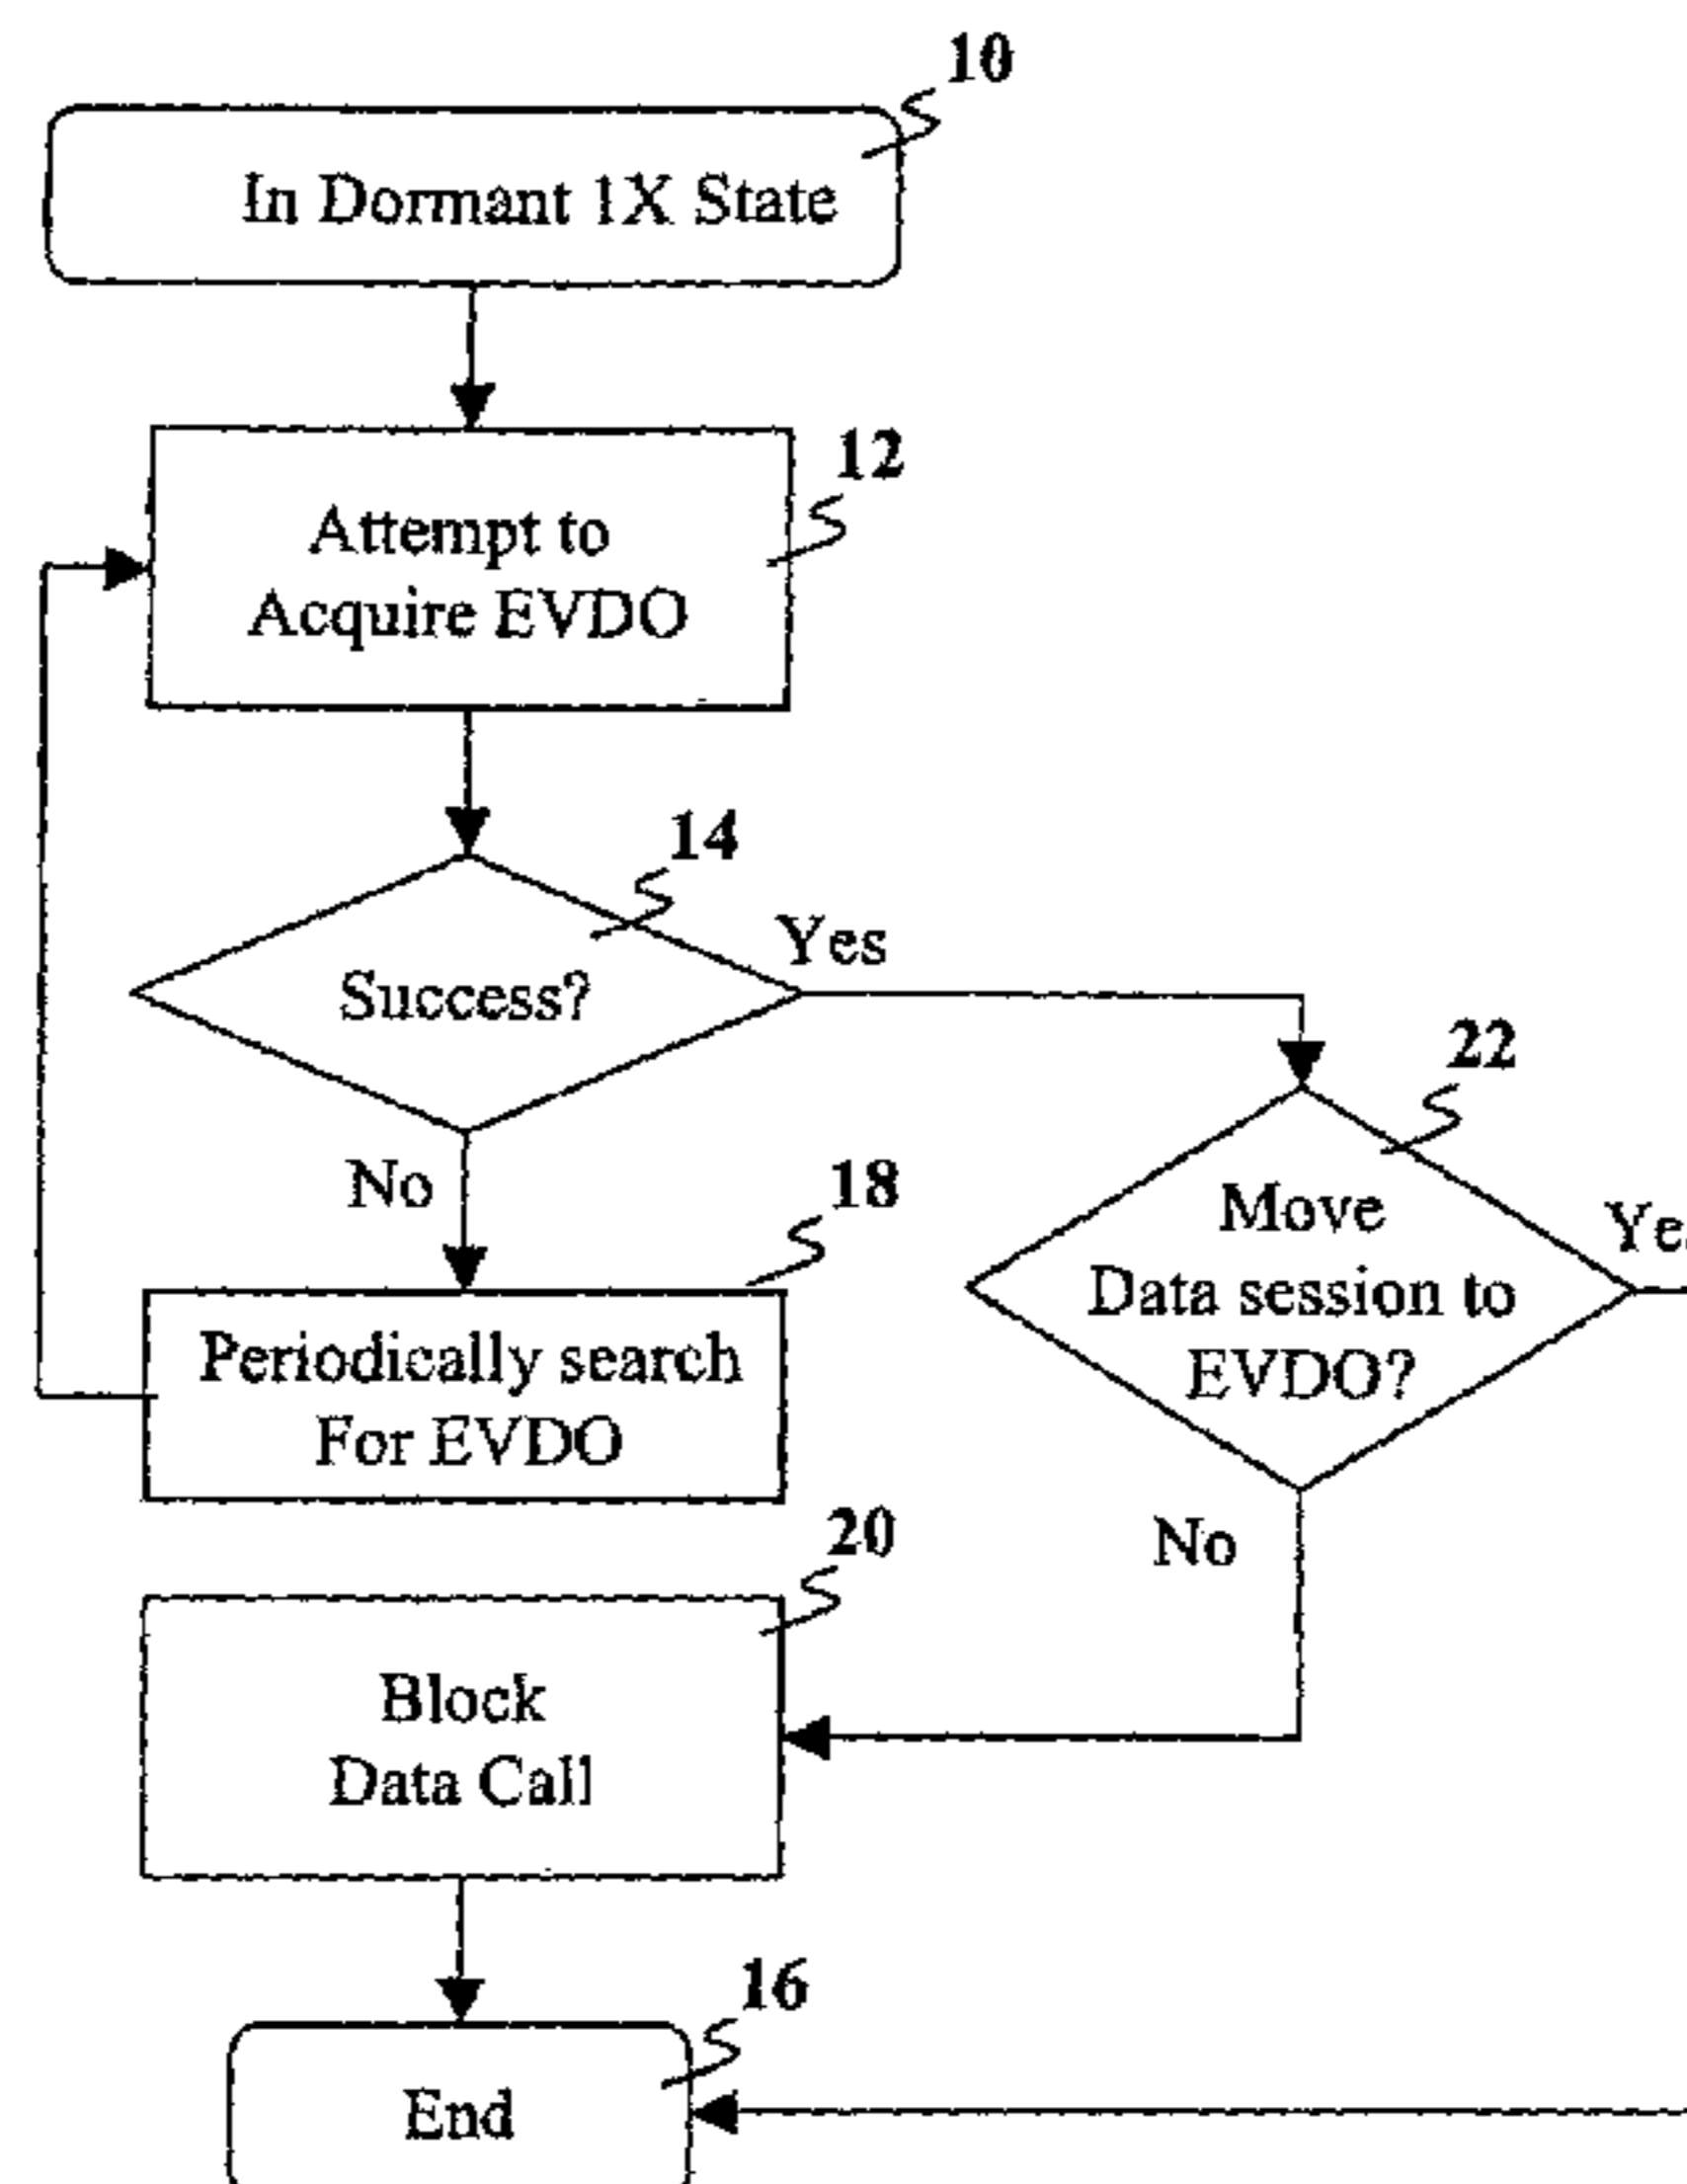 10
In Dormant 1X State
12
Attempt to
Acquire EVDO
14
Success?
Yes
No
22
Move
Data session to
EVDO?
No
18
Periodically search
For EVDO
20
Block
Data Call
16
End